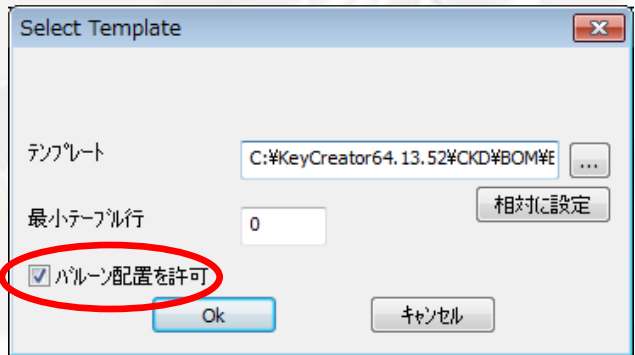 Select Template
テンプレート
C:¥KeyCreator64.13.52¥CKD¥BOM¥E
...
相対に設定
最小テーブル行
0
バルーン配置を許可
Ok
キャンセル